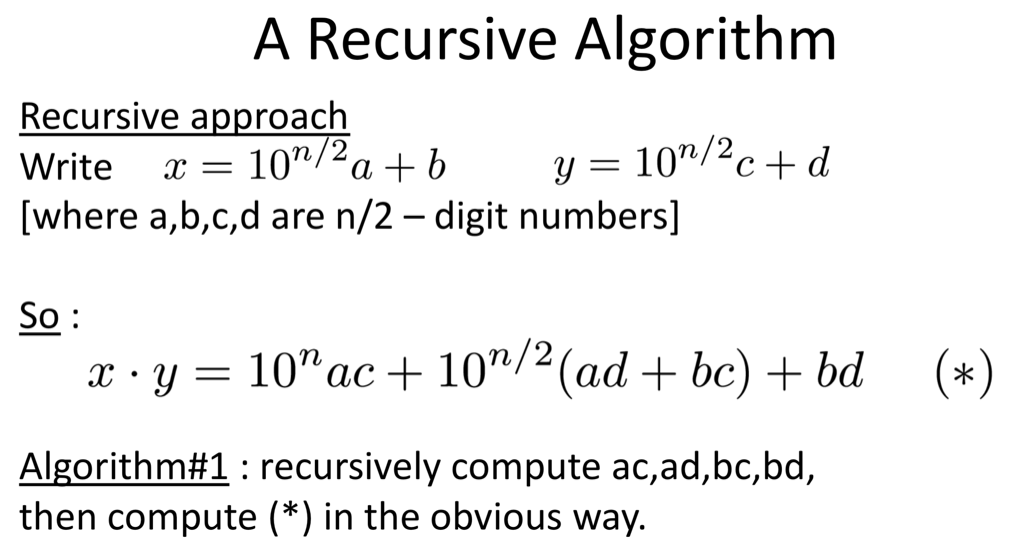 A Recursive Algorithm
Recursive approach
Write x = 10^{n/2}a + b y = 10^{n/2}c + d
[where a,b,c,d are n/2 – digit numbers]
So :
x · y = 10^n ac + 10^{n/2}(ad + bc) + bd (*)
Algorithm#1 : recursively compute ac,ad,bc,bd,
then compute (*) in the obvious way.